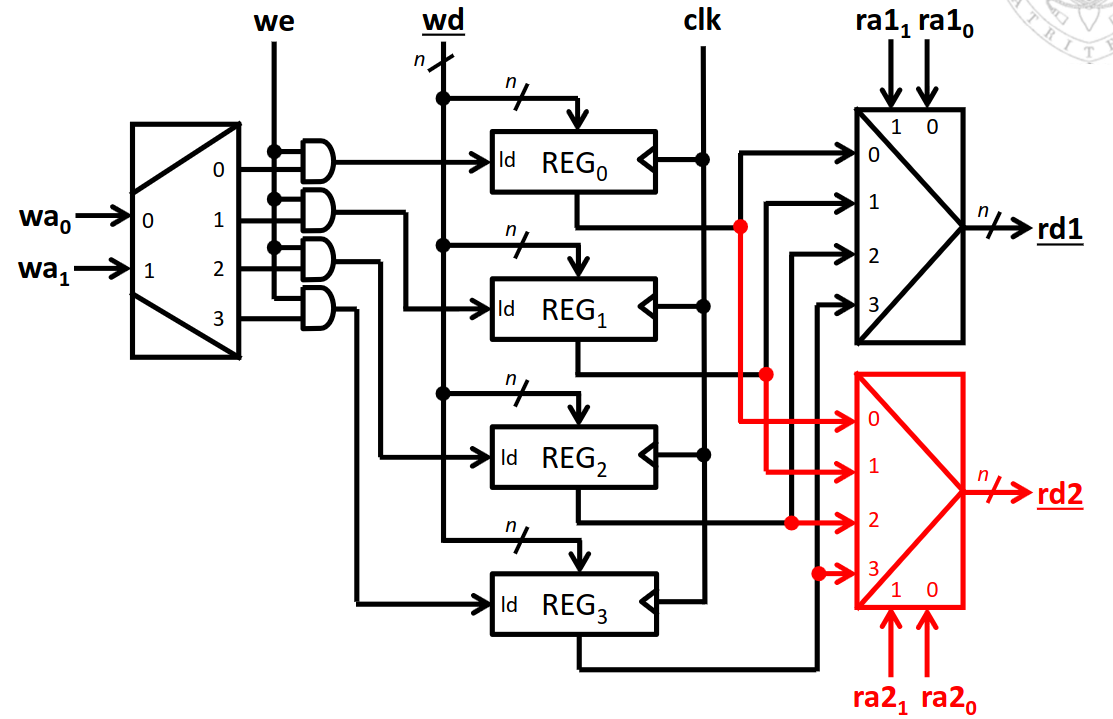 we wd clk ra1₁ ra1₀
n
n
1 0
0
1
2
3
n
rd1
0
1
2
3
wa₀
0
wa₁
1
ld REG₀
n
ld REG₁
n
ld REG₂
n
ld REG₃
0
1
2
3
n
rd2
1 0
ra2₁ ra2₀